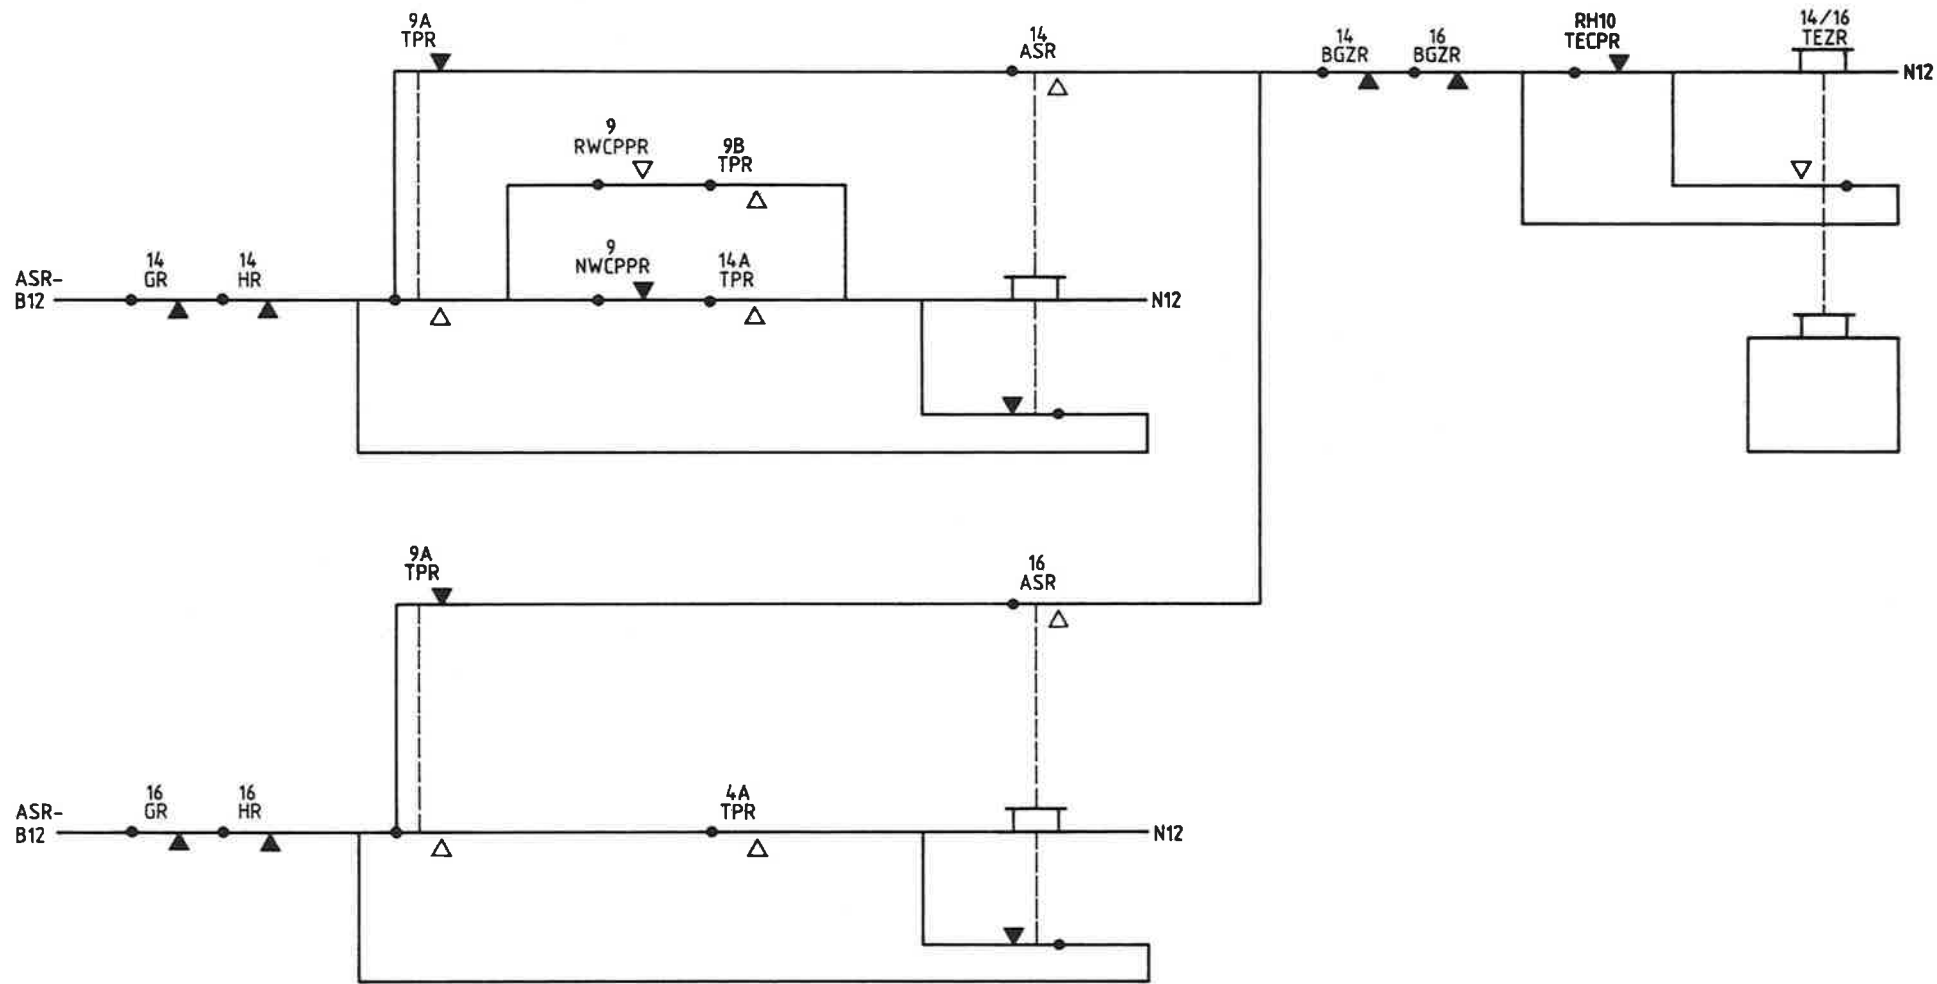 9A
TPR
14
ASR
14
BGZR
16
BGZR
RH10
TECPR
14/16
TEZR
N12
9
RWCPPR
9B
TPR
ASR-
B12
14
GR
14
HR
9
NWCPPR
14A
TPR
N12
9A
TPR
16
ASR
ASR-
B12
16
GR
16
HR
4A
TPR
N12